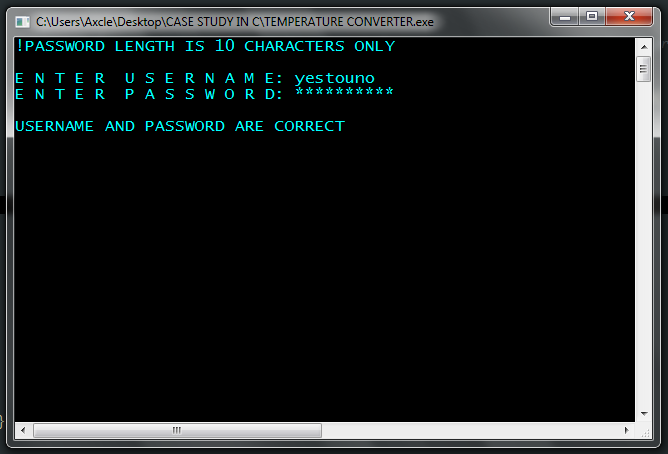 C:\Users\Axcle\Desktop\CASE STUDY IN C\TEMPERATURE CONVERTER.exe
!PASSWORD LENGTH IS 10 CHARACTERS ONLY
E N T E R  U S E R N A M E: yestouno
E N T E R  P A S S W O R D: **********
USERNAME AND PASSWORD ARE CORRECT
}